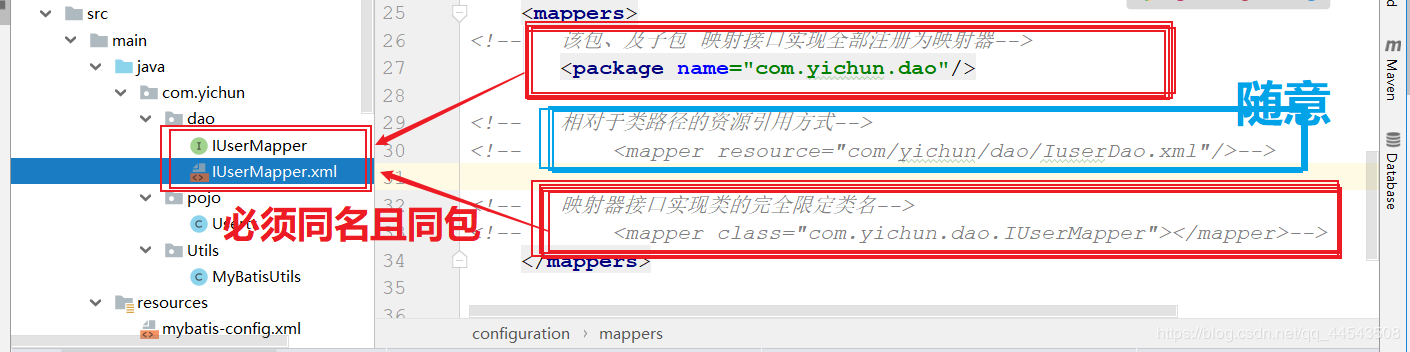 src
main
java
com.yichun
dao
IUserMapper
IUserMapper.xml
pojo
User
Utils
MyBatisUtils
resources
mybatis-config.xml
必须同名且同包
25 <mappers>
26 <!-- 该包、及子包 映射接口实现全部注册为映射器-->
27 <package name="com.yichun.dao"/>
28
29 <!-- 相对于类路径的资源引用方式-->
30 <!-- <mapper resource="com/yichun/dao/IuserDao.xml"/>-->
31
32 <!-- 映射器接口实现类的完全限定类名-->
<!-- <mapper class="com.yichun.dao.IUserMapper"></mapper>-->
34 </mappers>
35
36
随意
configuration › mappers
Maven
Database
https://blog.csdn.net/qq_44543508